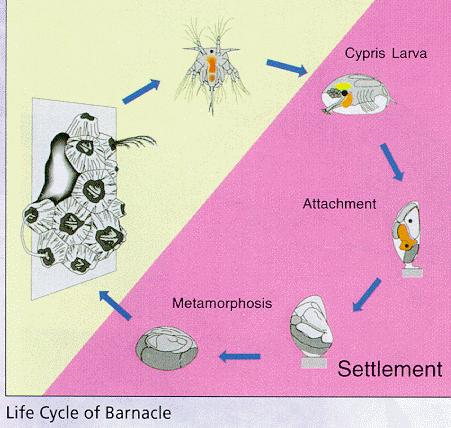 Cypris Larva
Attachment
Metamorphosis
Settlement
Life Cycle of Barnacle